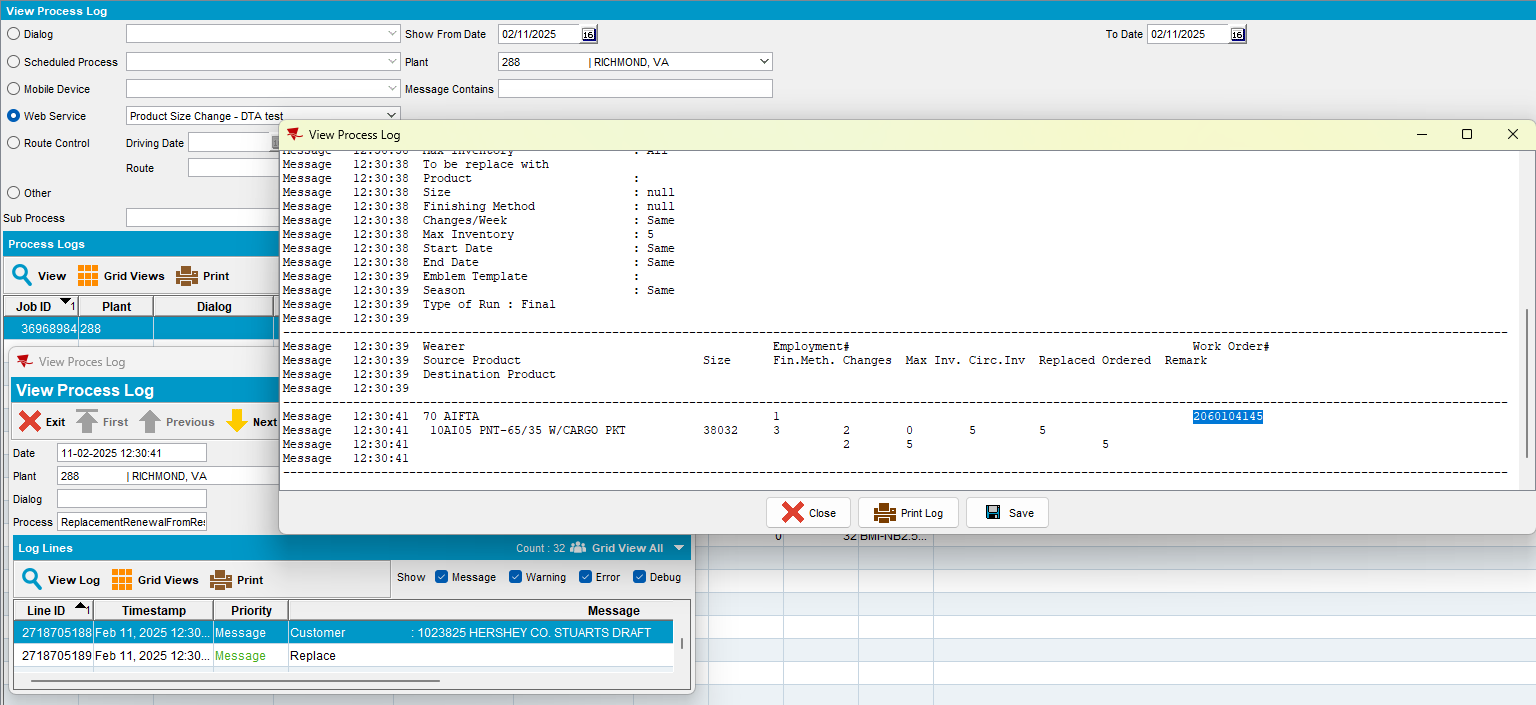 View Process Log
Dialog
Show From Date 02/11/2025 16
To Date 02/11/2025 16
Scheduled Process
Plant 288 | RICHMOND, VA
Mobile Device
Message Contains
Web Service Product Size Change - DTA test
Route Control Driving Date
Route
Other
Sub Process
Process Logs
View Grid Views Print
Job ID 1 Plant Dialog
36968984 288
View Process Log
Message 12:30:38 Max Inventory : All
Message 12:30:38 To be replace with
Message 12:30:38 Product :
Message 12:30:38 Size : null
Message 12:30:38 Finishing Method : null
Message 12:30:38 Changes/Week : Same
Message 12:30:38 Max Inventory : 5
Message 12:30:38 Start Date : Same
Message 12:30:38 End Date : Same
Message 12:30:39 Emblem Template :
Message 12:30:39 Season : Same
Message 12:30:39 Type of Run : Final
Message 12:30:39
Message 12:30:39 Wearer Employment# Work Order#
Message 12:30:39 Source Product Size Fin.Meth. Changes Max Inv. Circ.Inv Replaced Ordered Remark
Message 12:30:39 Destination Product
Message 12:30:39
Message 12:30:41 70 AIFTA 1 2060104145
Message 12:30:41 10AI05 PNT-65/35 W/CARGO PKT 38032 3 2 0 5 5
Message 12:30:41 2 5 5
Message 12:30:41
Close Print Log Save
View Proces Log
View Process Log
Exit First Previous Next
Date 11-02-2025 12:30:41
Plant 288 | RICHMOND, VA
Dialog
Process ReplacementRenewalFromRes
0 32 BMI-NB2.5...
Log Lines Count : 32 Grid View All
View Log Grid Views Print
Show Message Warning Error Debug
Line ID 1 Timestamp Priority Message
2718705188 Feb 11, 2025 12:30... Message Customer : 1023825 HERSHEY CO. STUARTS DRAFT
2718705189 Feb 11, 2025 12:30... Message Replace